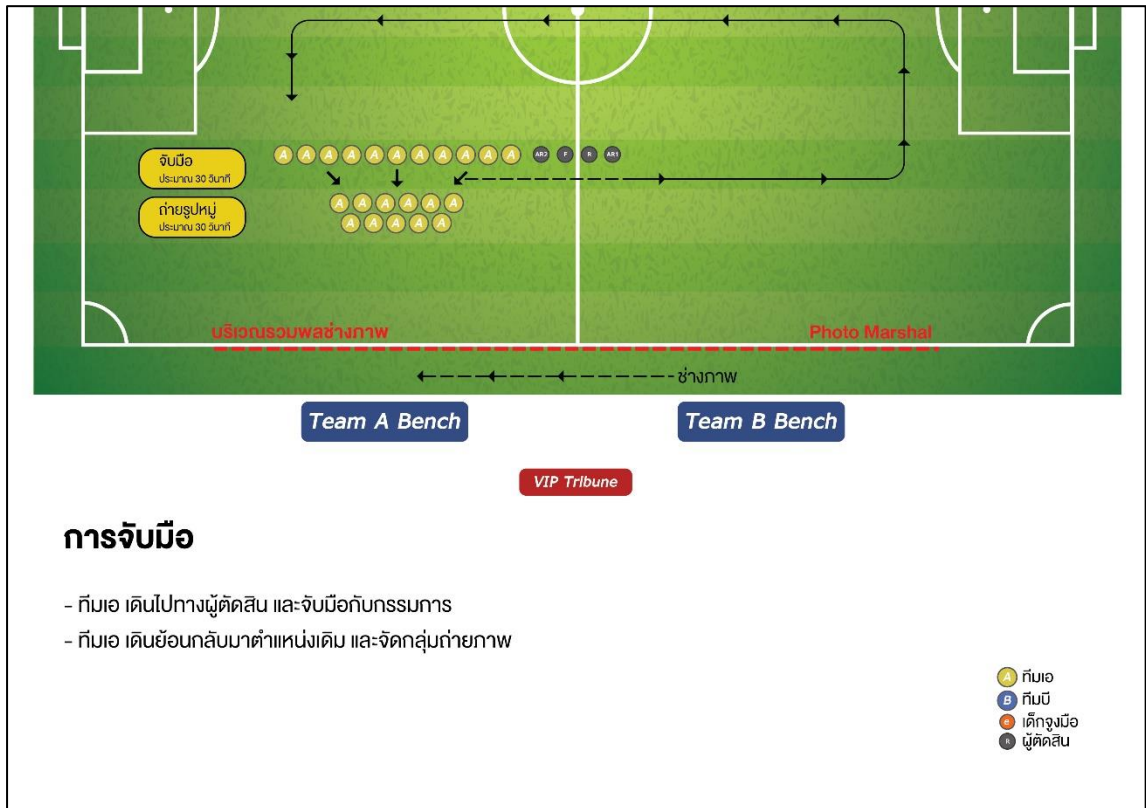 จับมือ
ประมาณ 30 วินาที
A A A A A A A A A A A AR2 F R AR1
ถ่ายรูปหมู่
ประมาณ 30 วินาที
A A A A A A
A A A A A
บริเวณรวมพลช่างภาพ Photo Marshal
ช่างภาพ
Team A Bench Team B Bench
VIP Tribune
การจับมือ
- ทีมเอ เดินไปทางผู้ตัดสิน และจับมือกับกรรมการ
- ทีมเอ เดินย้อนกลับมาตำแหน่งเดิม และจัดกลุ่มถ่ายภาพ
A ทีมเอ
B ทีมบี
e เด็กจูงมือ
R ผู้ตัดสิน